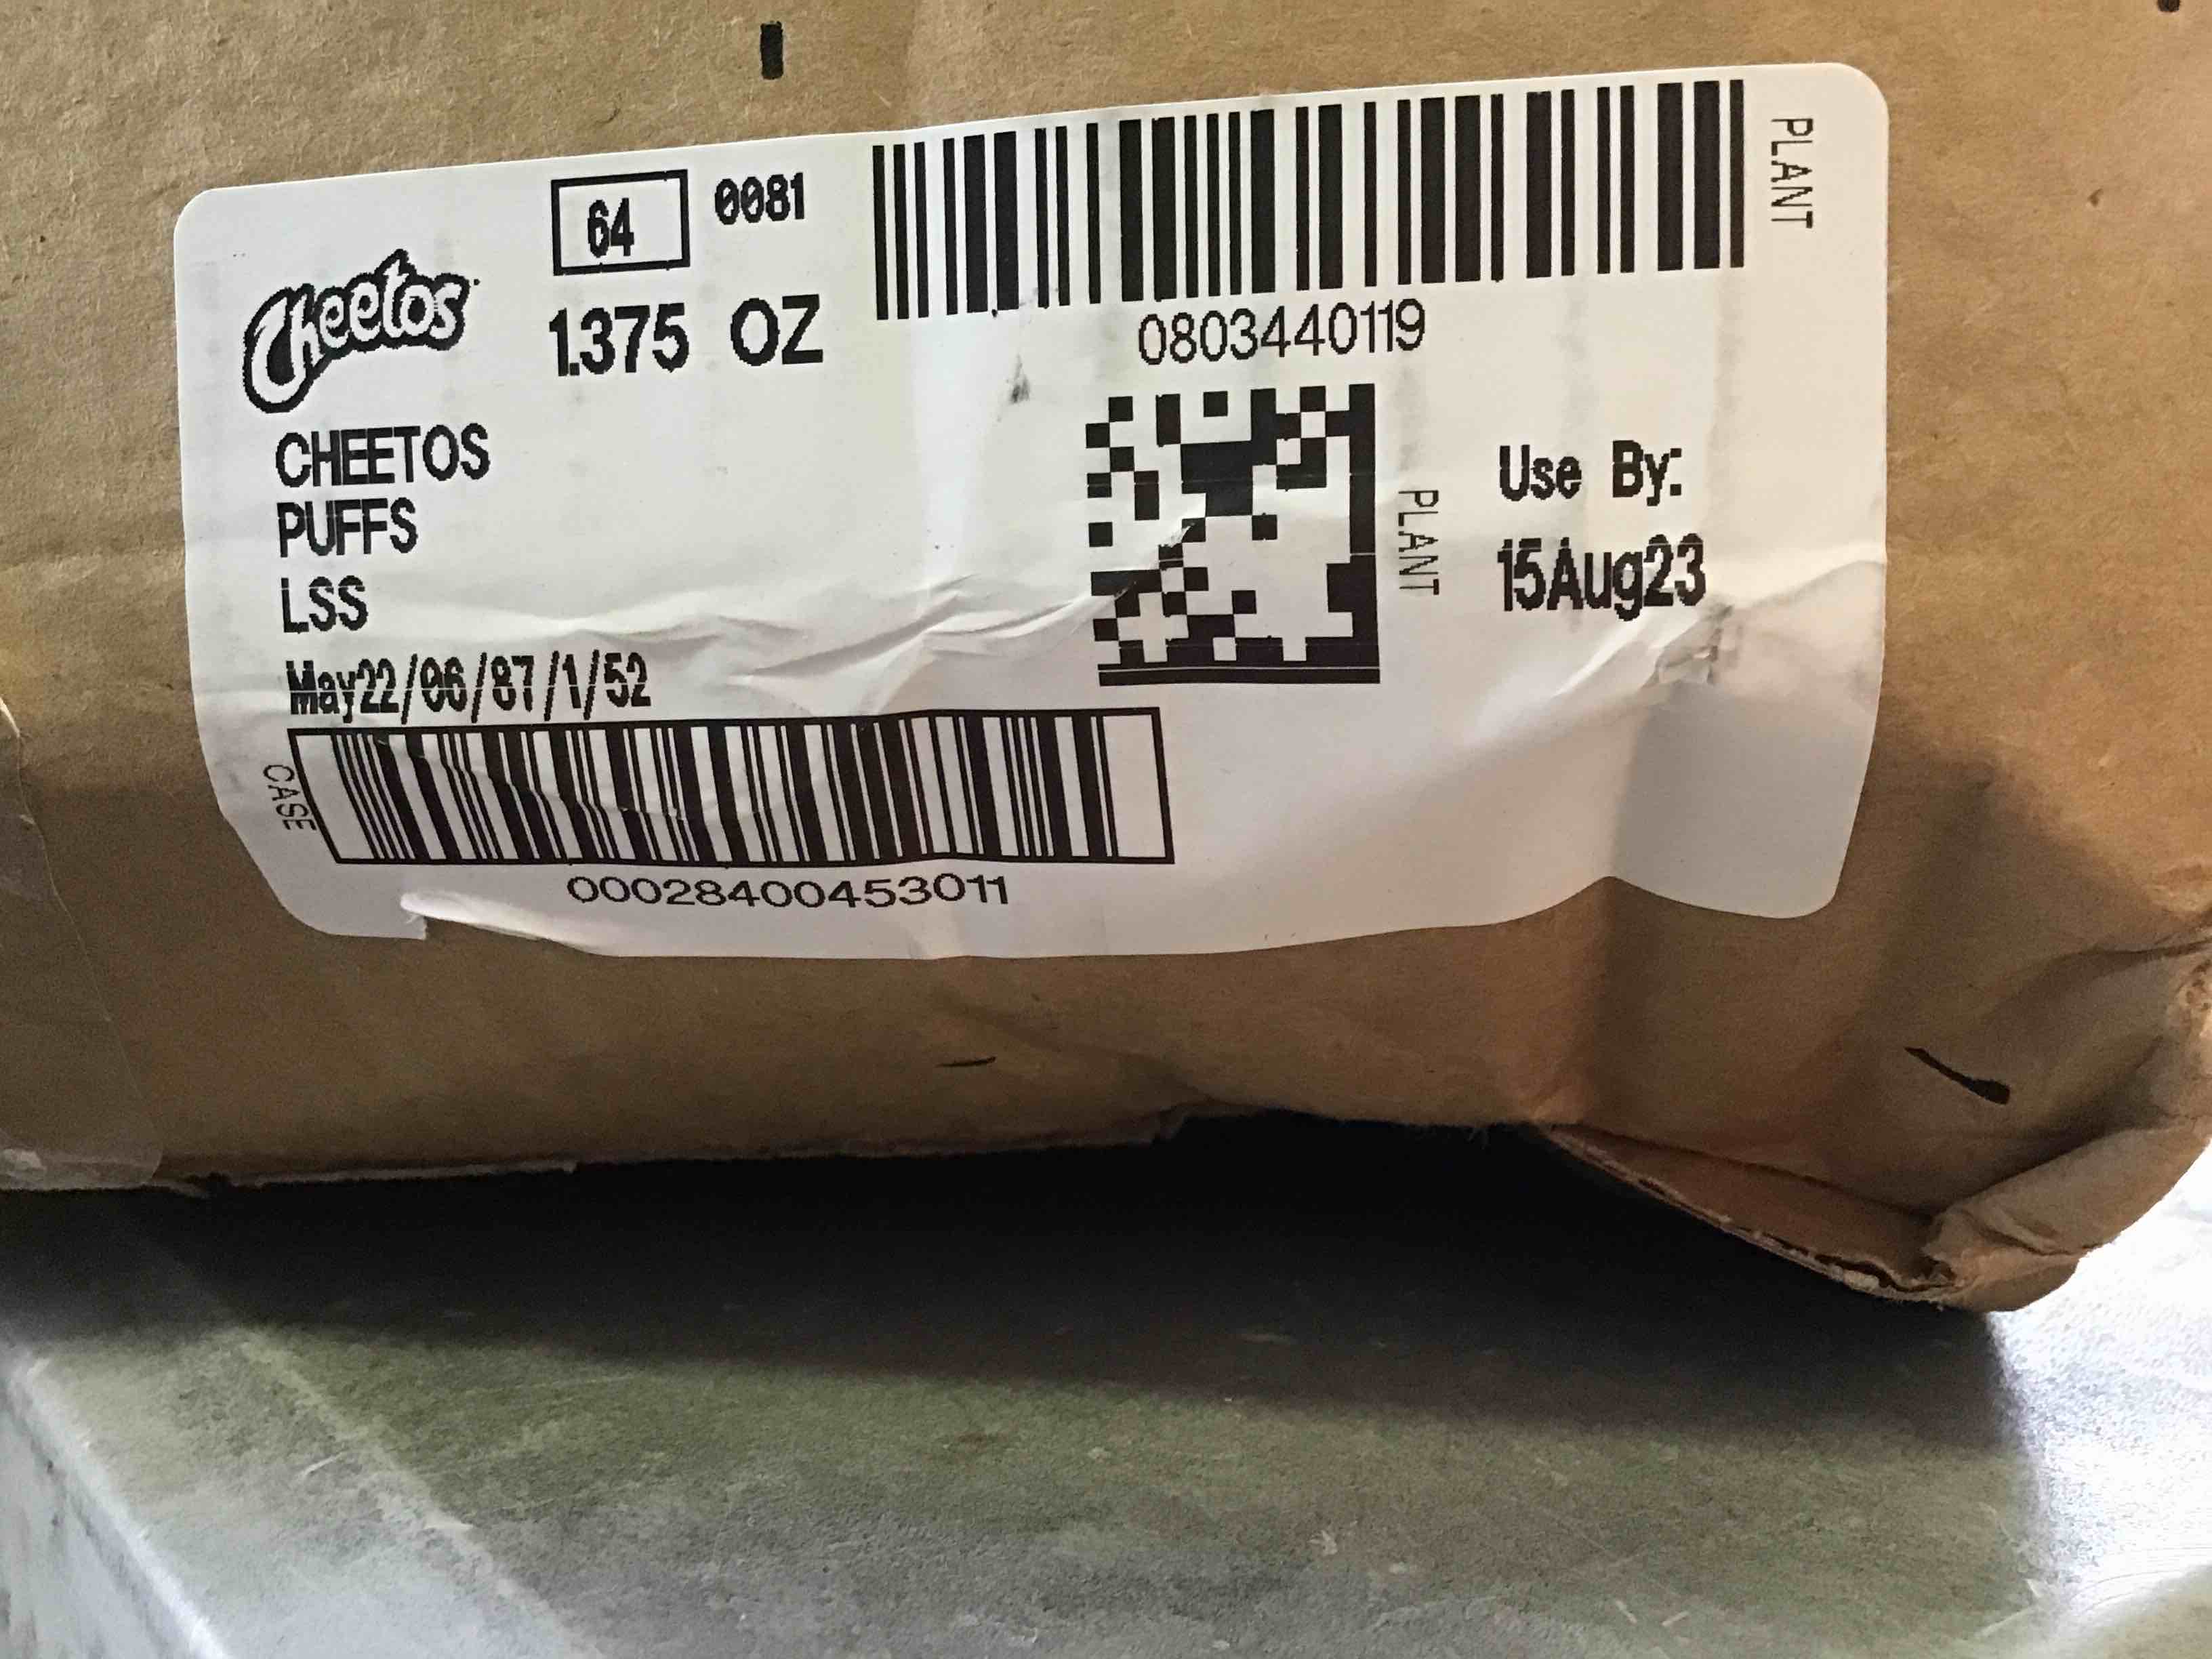 Cheetos
64 0081
1.375 OZ
PLANT
0803440119
CHEETOS
PUFFS
LSS
May22/06/87/1/52
PLANT
Use By:
15Aug23
CASE
00028400453011